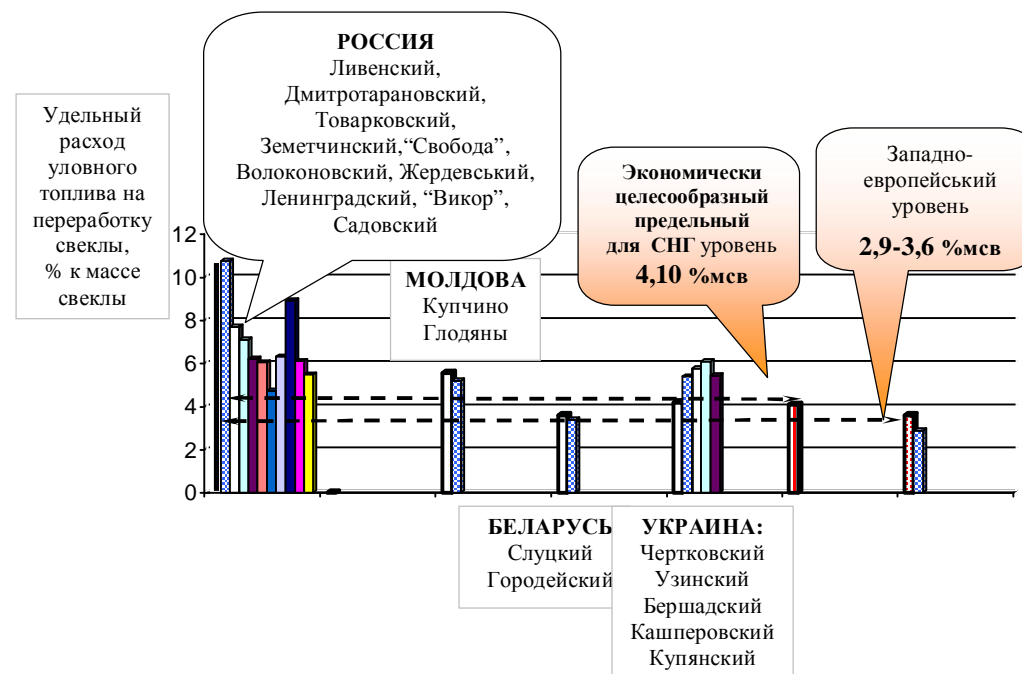 РОССИЯ
Ливенский,
Дмитротарановский,
Товарковский,
Земетчинский,“Свобода”,
Волоконовский, Жердевський,
Ленинградский, “Викор”,
Садовский
Удельный
расход
уловного
топлива на
переработку
свеклы,
% к массе
свеклы
Экономически
целесообразный
предельный
для СНГ уровень
4,10 %мсв
Западно-
европейський
уровень
2,9-3,6 %мсв
МОЛДОВА
Купчино
Глодяны
12
10
8
6
4
2
0
БЕЛАРУСЬ
Слуцкий
Городейский
УКРАИНА:
Чертковский
Узинский
Бершадский
Кашперовский
Купянский